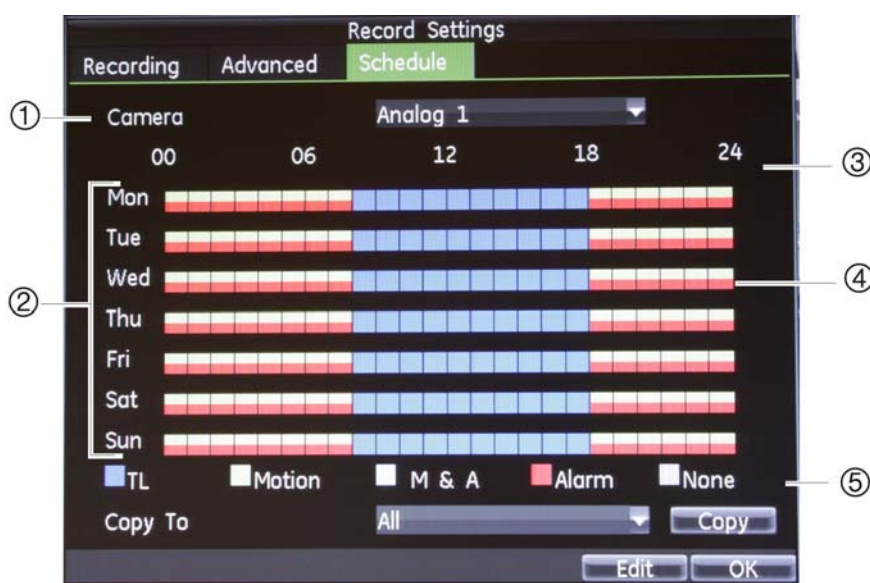 Record Settings
Recording Advanced Schedule
① Camera Analog 1
00 06 12 18 24 ③
Mon
Tue
Wed ④
② Thu
Fri
Sat
Sun
TL Motion M & A Alarm None ⑤
Copy To All Copy
Edit OK